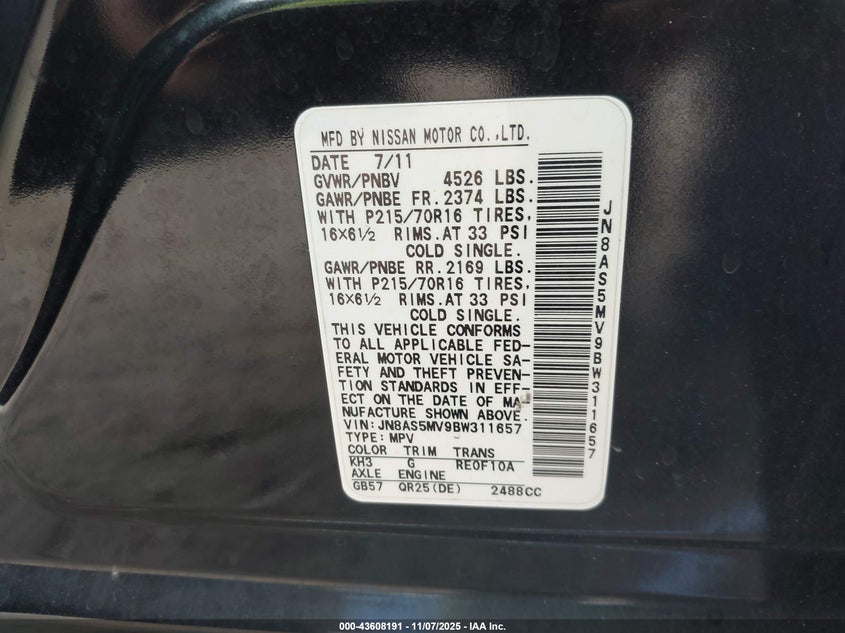 MFD BY NISSAN MOTOR CO.,LTD.
DATE 7/11
GVWR/PNBV 4526 LBS.
GAWR/PNBE FR. 2374 LBS.
WITH P215/70R16 TIRES,
16X6½ RIMS.AT 33 PSI
COLD SINGLE.
GAWR/PNBE RR. 2169 LBS.
WITH P215/70R16 TIRES,
16X6½ RIMS.AT 33 PSI
COLD SINGLE.
THIS VEHICLE CONFORMS
TO ALL APPLICABLE FED-
ERAL MOTOR VEHICLE SA-
FETY AND THEFT PREVEN-
TION STANDARDS IN EFF-
ECT ON THE DATE OF MA
NUFACTURE SHOWN ABOVE.
VIN:JN8AS5MV9BW311657
TYPE:MPV
COLOR TRIM TRANS
KH3 G RE0F10A
AXLE ENGINE
GB57 QR25(DE) 2488CC
JN8AS5MV9BW311657
000-43608191 - 11/07/2025 - IAA Inc.